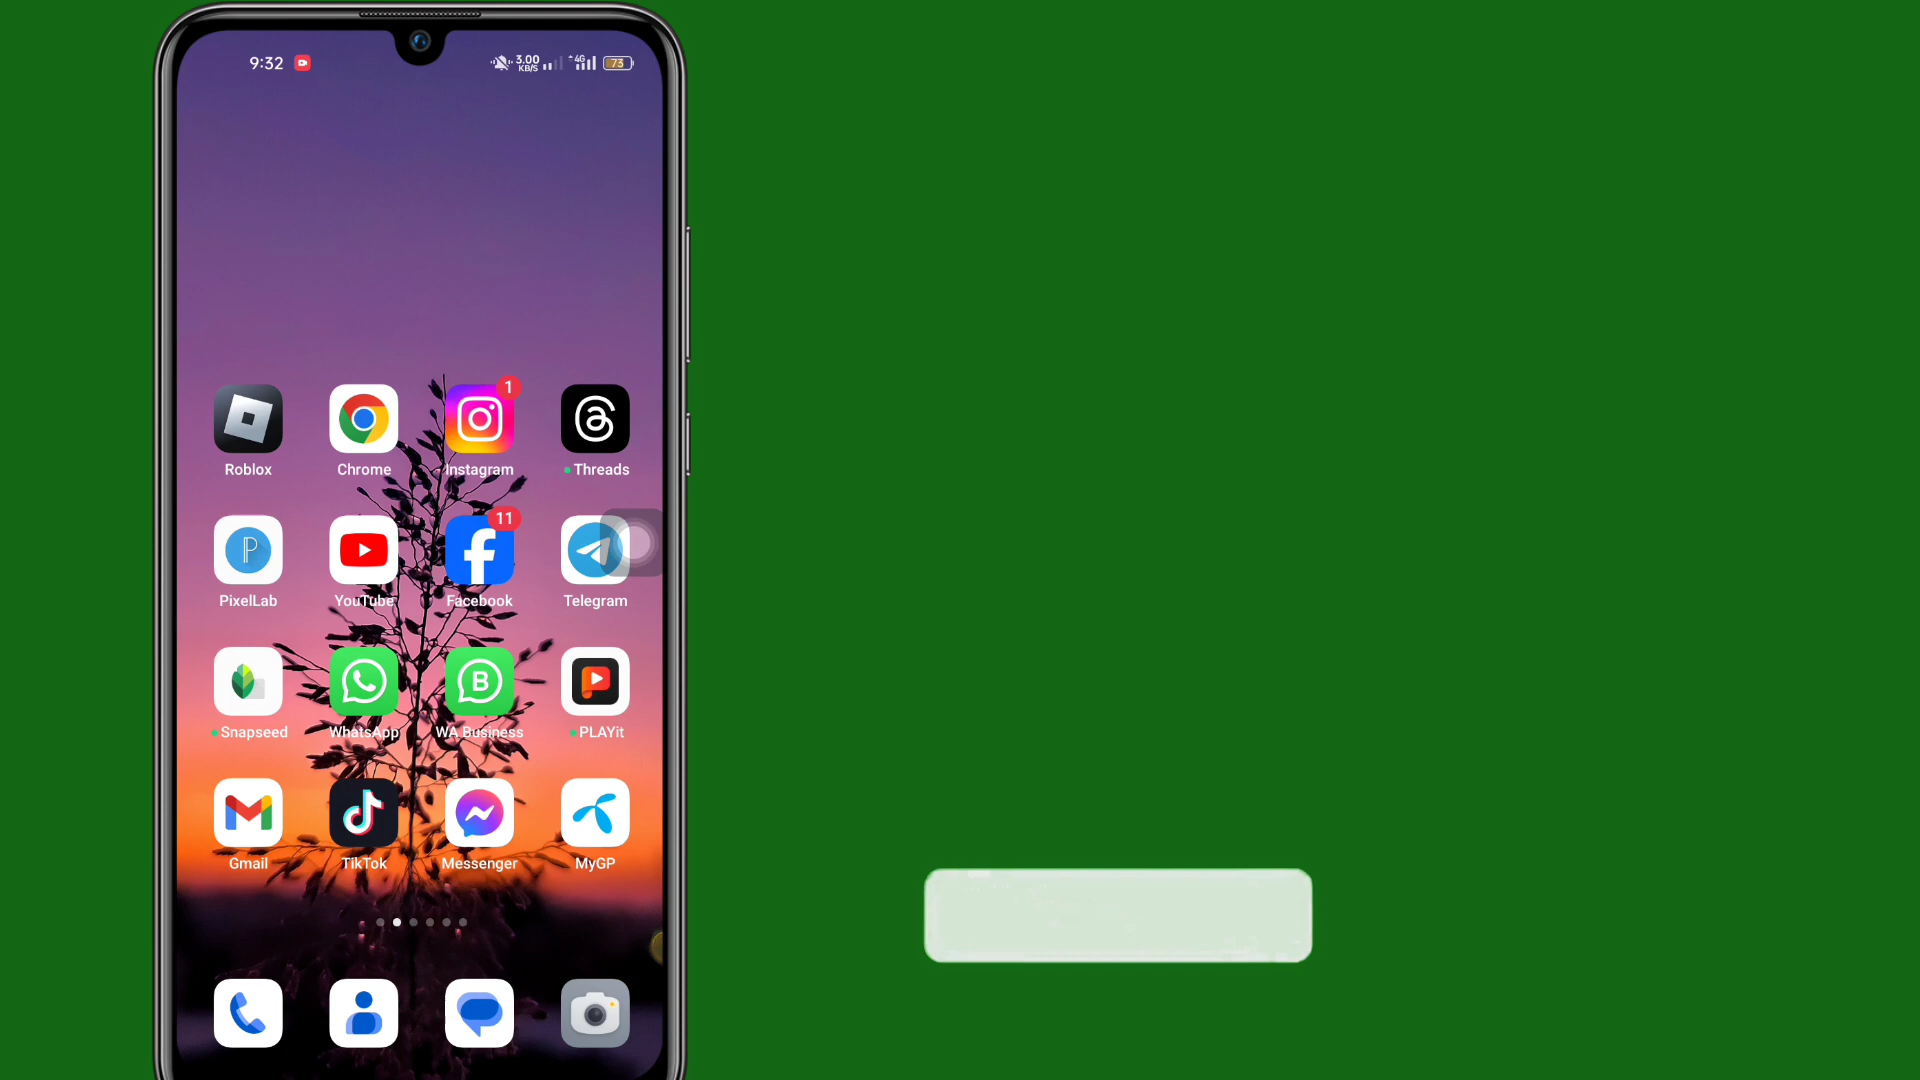 9:32 3.00 KB/S 4G 73
1
Roblox Chrome Instagram Threads
11
PixelLab YouTube Facebook Telegram
B
Snapseed WhatsApp WA Business PLAYit
Gmail TikTok Messenger MyGP